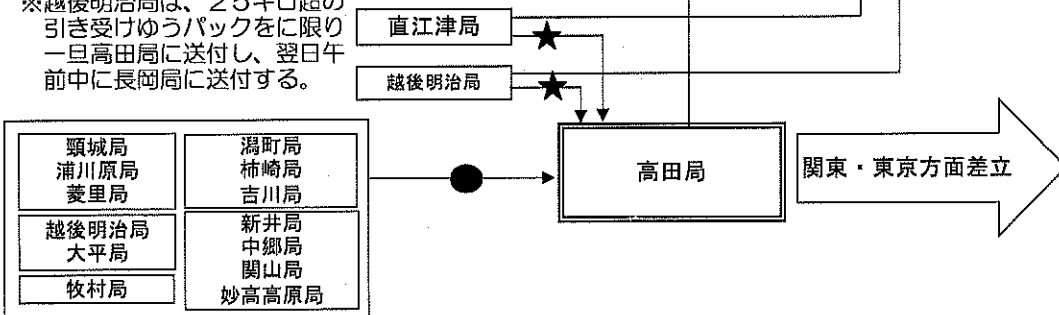 ※越後明治局は、２５キロ超の
引き受けゆうパックをに限り
一旦高田局に送付し、翌日午
前中に長岡局に送付する。
直江津局
越後明治局
頸城局
浦川原局
菱里局
越後明治局
大平局
牧村局
潟町局
柿崎局
吉川局
新井局
中郷局
関山局
妙高高原局
高田局
関東・東京方面差立